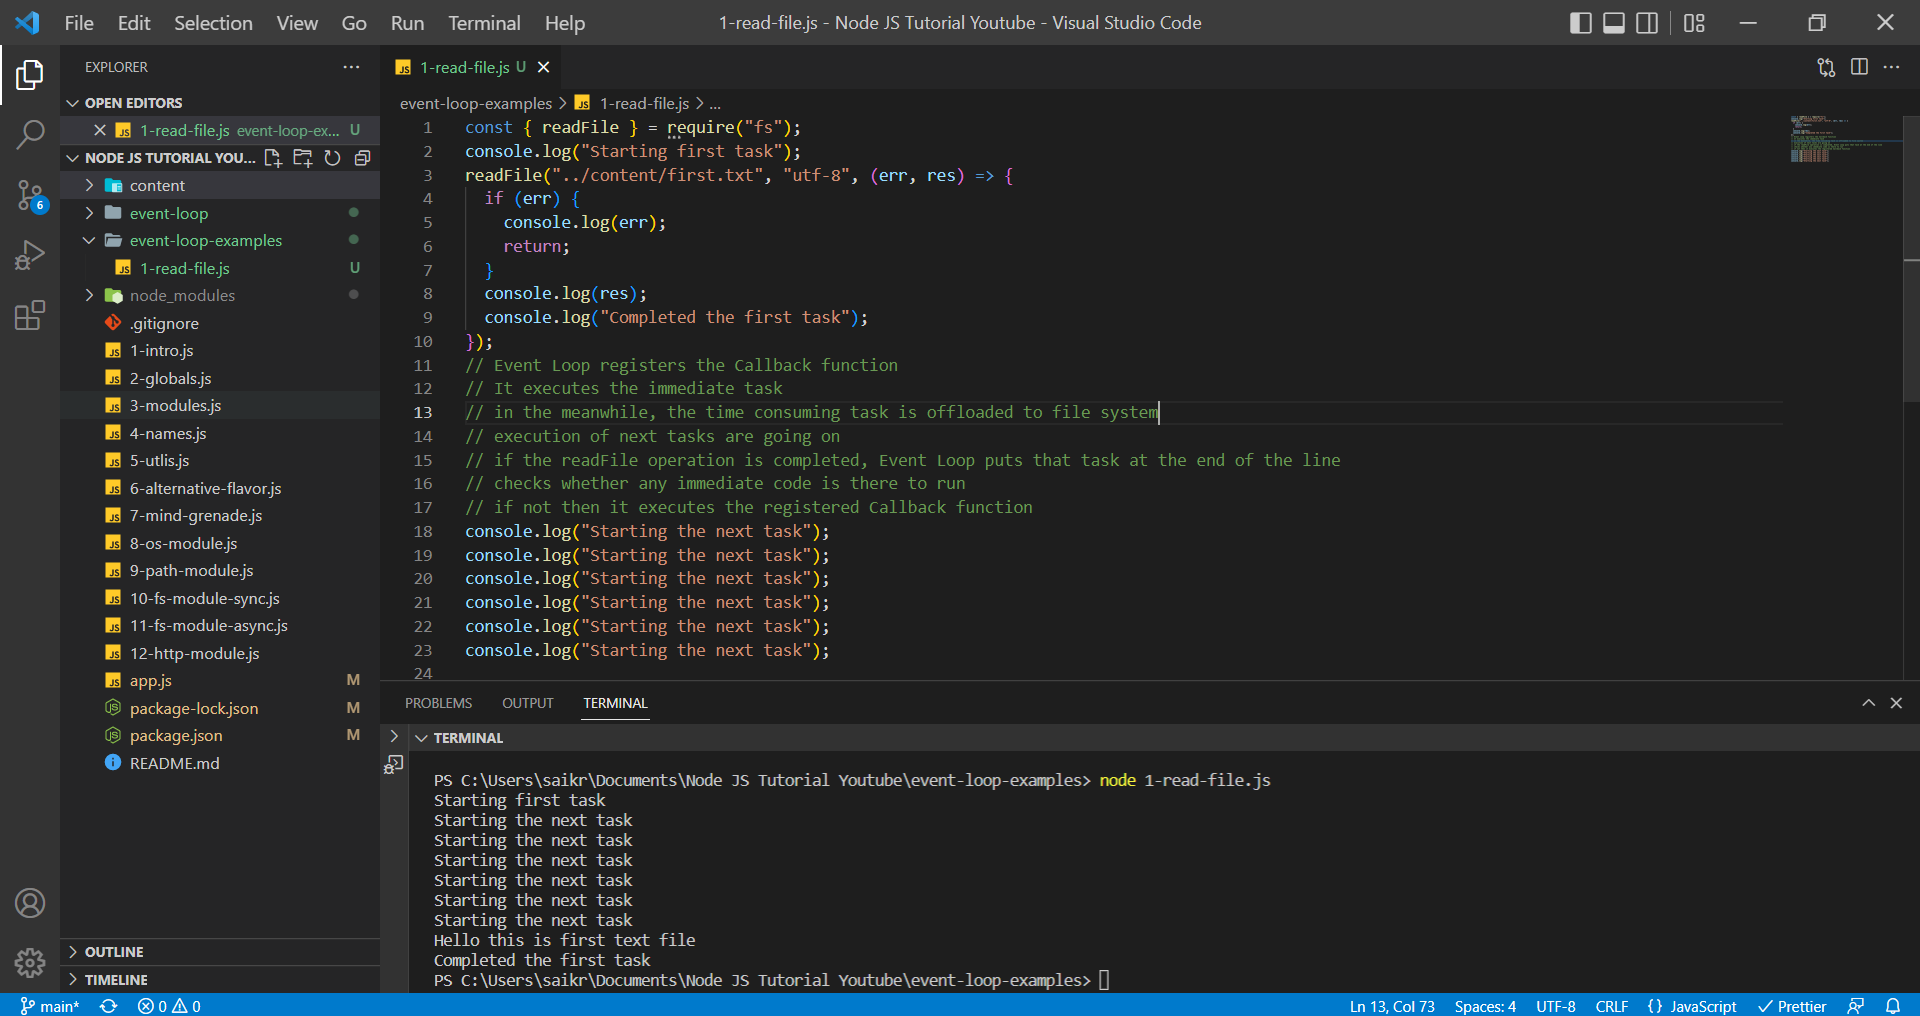 File Edit Selection View Go Run Terminal Help
1-read-file.js - Node JS Tutorial Youtube - Visual Studio Code
EXPLORER
OPEN EDITORS
1-read-file.js event-loop-ex... U
NODE JS TUTORIAL YOU...
content
event-loop
event-loop-examples
1-read-file.js U
node_modules
.gitignore
1-intro.js
2-globals.js
3-modules.js
4-names.js
5-utlis.js
6-alternative-flavor.js
7-mind-grenade.js
8-os-module.js
9-path-module.js
10-fs-module-sync.js
11-fs-module-async.js
12-http-module.js
app.js M
package-lock.json M
package.json M
README.md
OUTLINE
TIMELINE
6
1-read-file.js U
event-loop-examples > 1-read-file.js > ...
1 const { readFile } = require("fs");
2 console.log("Starting first task");
3 readFile("../content/first.txt", "utf-8", (err, res) => {
4 if (err) {
5 console.log(err);
6 return;
7 }
8 console.log(res);
9 console.log("Completed the first task");
10 });
11 // Event Loop registers the Callback function
12 // It executes the immediate task
13 // in the meanwhile, the time consuming task is offloaded to file system
14 // execution of next tasks are going on
15 // if the readFile operation is completed, Event Loop puts that task at the end of the line
16 // checks whether any immediate code is there to run
17 // if not then it executes the registered Callback function
18 console.log("Starting the next task");
19 console.log("Starting the next task");
20 console.log("Starting the next task");
21 console.log("Starting the next task");
22 console.log("Starting the next task");
23 console.log("Starting the next task");
24
PROBLEMS OUTPUT TERMINAL
TERMINAL
PS C:\Users\saikr\Documents\Node JS Tutorial Youtube\event-loop-examples> node 1-read-file.js
Starting first task
Starting the next task
Starting the next task
Starting the next task
Starting the next task
Starting the next task
Starting the next task
Hello this is first text file
Completed the first task
PS C:\Users\saikr\Documents\Node JS Tutorial Youtube\event-loop-examples>
main* 0 0
Ln 13, Col 73 Spaces: 4 UTF-8 CRLF {} JavaScript Prettier